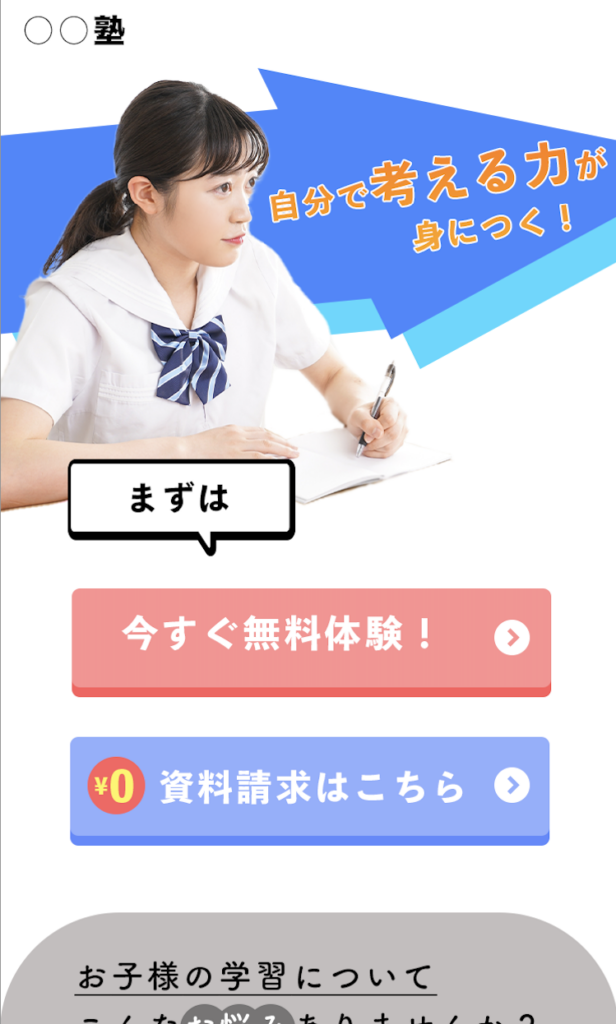 ○○塾
自分で考える力が
身につく!
まずは
今すぐ無料体験!
¥0 資料請求はこちら
お子様の学習について
こんなお悩みありませんか?